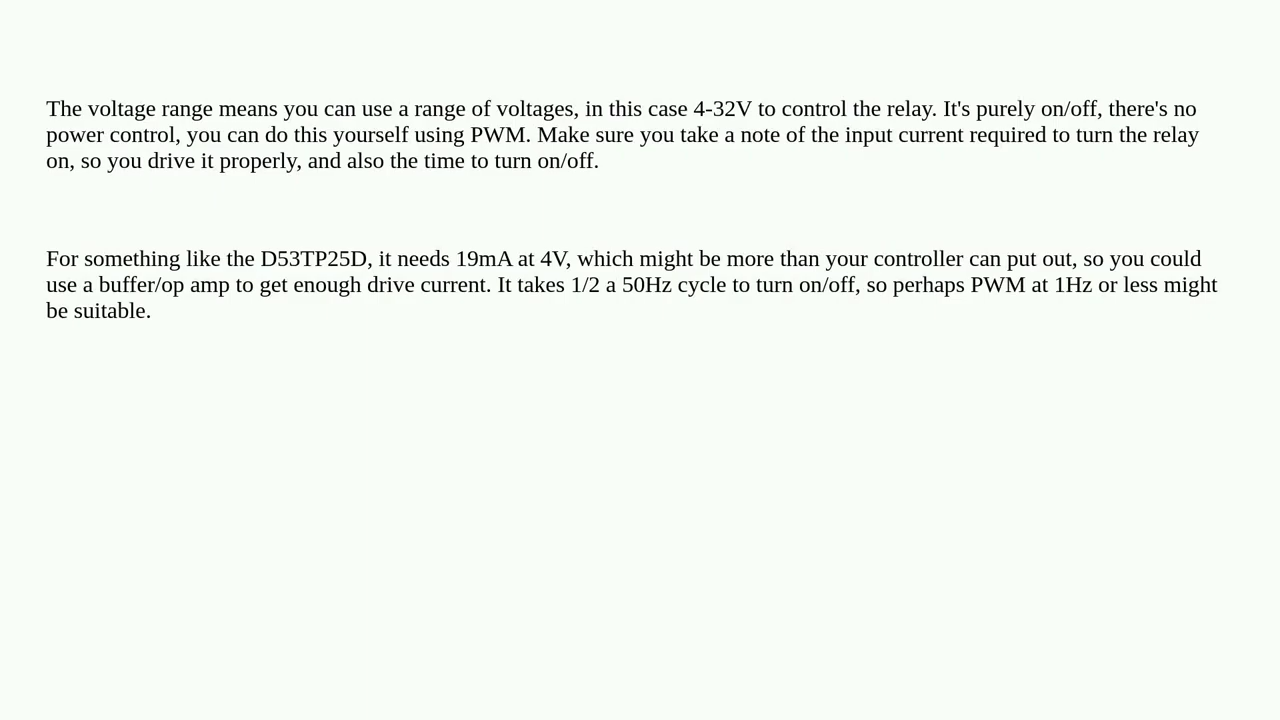 The voltage range means you can use a range of voltages, in this case 4-32V to control the relay. It's purely on/off, there's no
power control, you can do this yourself using PWM. Make sure you take a note of the input current required to turn the relay
on, so you drive it properly, and also the time to turn on/off.
For something like the D53TP25D, it needs 19mA at 4V, which might be more than your controller can put out, so you could
use a buffer/op amp to get enough drive current. It takes 1/2 a 50Hz cycle to turn on/off, so perhaps PWM at 1Hz or less might
be suitable.